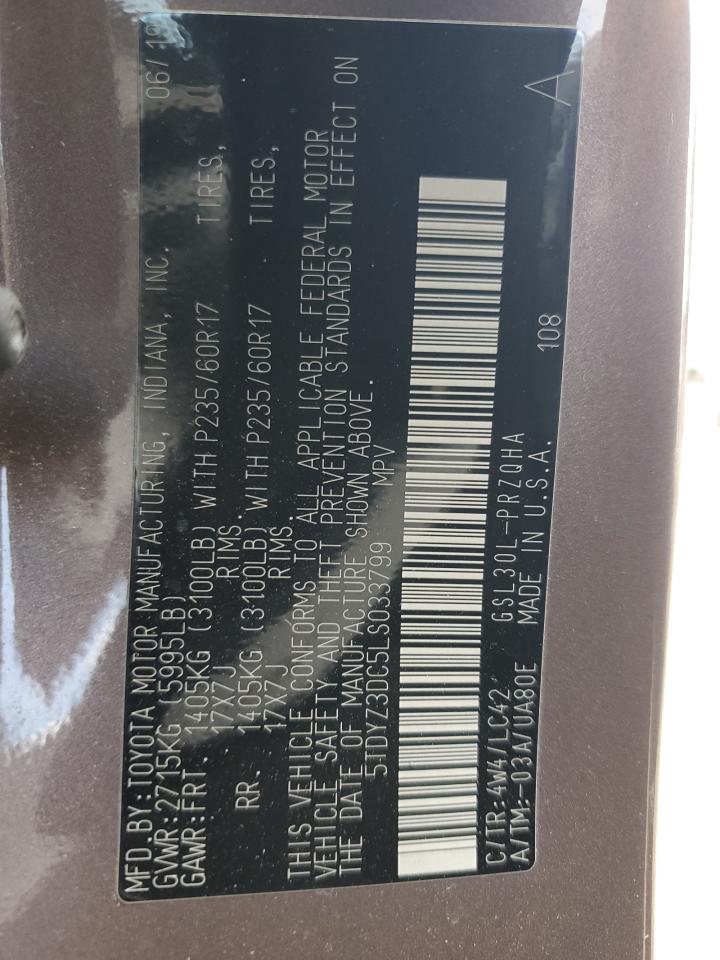 MFD.BY:TOYOTA MOTOR MANUFACTURING, INDIANA, INC. 06/19
GVWR:2715KG( 5995LB)
GAWR:FRT. 1405KG (3100LB) WITH P235/60R17 TIRES,
17X7J RIMS
RR. 1405KG (3100LB) WITH P235/60R17 TIRES,
17X7J RIMS.
THIS VEHICLE CONFORMS TO ALL APPLICABLE FEDERAL MOTOR
VEHICLE SAFETY AND THEFT PREVENTION STANDARDS IN EFFECT ON
THE DATE OF MANUFACTURE SHOWN ABOVE.
5TDYZ3DC5LS033799 MPV
C/TR:4W4/LC42 GSL30L-PRZQHA
A/TM:-03A/UA80E MADE IN U.S.A. 108 A